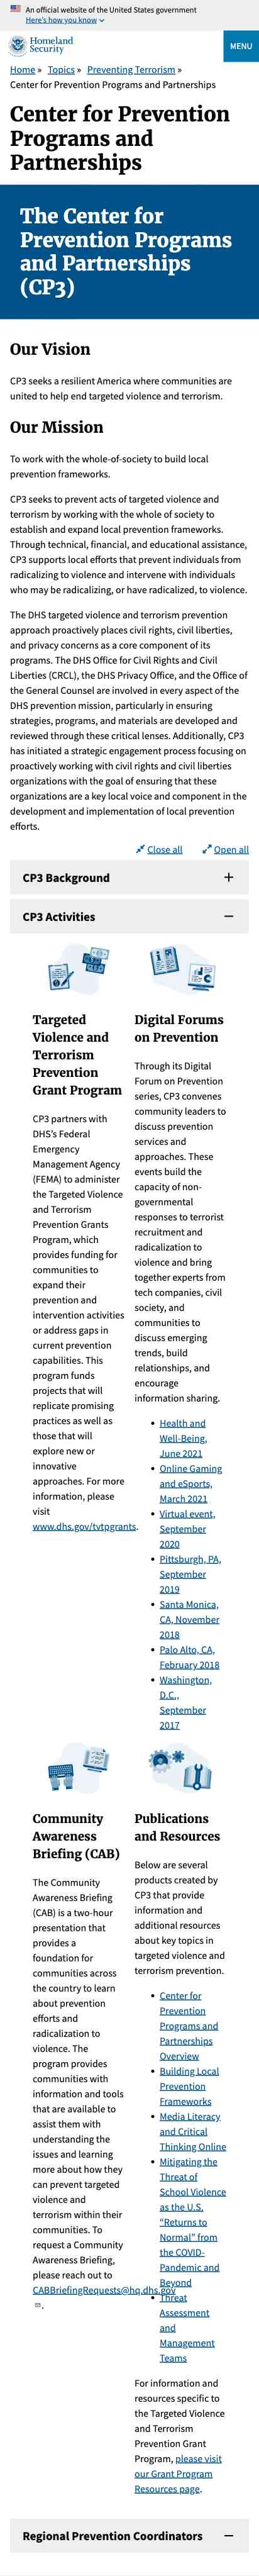 An official website of the United States government
Here's how you know
Homeland
Security
MENU
Home » Topics » Preventing Terrorism »
Center for Prevention Programs and Partnerships
Center for Prevention
Programs and
Partnerships
The Center for
Prevention Programs
and Partnerships
(CP3)
Our Vision
CP3 seeks a resilient America where communities are
united to help end targeted violence and terrorism.
Our Mission
To work with the whole-of-society to build local
prevention frameworks.
CP3 seeks to prevent acts of targeted violence and
terrorism by working with the whole of society to
establish and expand local prevention frameworks.
Through technical, financial, and educational assistance,
CP3 supports local efforts that prevent individuals from
radicalizing to violence and intervene with individuals
who may be radicalizing, or have radicalized, to violence.
The DHS targeted violence and terrorism prevention
approach proactively places civil rights, civil liberties,
and privacy concerns as a core component of its
programs. The DHS Office for Civil Rights and Civil
Liberties (CRCL), the DHS Privacy Office, and the Office of
the General Counsel are involved in every aspect of the
DHS prevention mission, particularly in ensuring
strategies, programs, and materials are developed and
reviewed through these critical lenses. Additionally, CP3
has initiated a strategic engagement process focusing on
proactively working with civil rights and civil liberties
organizations with the goal of ensuring that these
organizations are a key local voice and component in the
development and implementation of local prevention
efforts.
Close all Open all
CP3 Background +
CP3 Activities −
Targeted
Violence and
Terrorism
Prevention
Grant Program
CP3 partners with
DHS's Federal
Emergency
Management Agency
(FEMA) to administer
the Targeted Violence
and Terrorism
Prevention Grants
Program, which
provides funding for
communities to
expand their
prevention and
intervention activities
or address gaps in
current prevention
capabilities. This
program funds
projects that will
replicate promising
practices as well as
those that will
explore new or
innovative
approaches. For more
information, please
visit
www.dhs.gov/tvtpgrants.
Digital Forums
on Prevention
Through its Digital
Forum on Prevention
series, CP3 convenes
community leaders to
discuss prevention
services and
approaches. These
events build the
capacity of non-
governmental
responses to terrorist
recruitment and
radicalization to
violence and bring
together experts from
tech companies, civil
society, and
communities to
discuss emerging
trends, build
relationships, and
encourage
information sharing.
• Health and
Well-Being,
June 2021
• Online Gaming
and eSports,
March 2021
• Virtual event,
September
2020
• Pittsburgh, PA,
September
2019
• Santa Monica,
CA, November
2018
• Palo Alto, CA,
February 2018
• Washington,
D.C.,
September
2017
Community
Awareness
Briefing (CAB)
The Community
Awareness Briefing
(CAB) is a two-hour
presentation that
provides a
foundation for
communities across
the country to learn
about prevention
efforts and
radicalization to
violence. The
program provides
communities with
information and tools
that are available to
assist them with
understanding the
issues and learning
more about how they
can prevent targeted
violence and
terrorism within their
communities. To
request a Community
Awareness Briefing,
please reach out to
CABBriefingRequests@hq.dhs.gov
.
Publications
and Resources
Below are several
products created by
CP3 that provide
information and
additional resources
about key topics in
targeted violence and
terrorism prevention.
• Center for
Prevention
Programs and
Partnerships
Overview
• Building Local
Prevention
Frameworks
• Media Literacy
and Critical
Thinking Online
• Mitigating the
Threat of
School Violence
as the U.S.
“Returns to
Normal” from
the COVID-
Pandemic and
Beyond
• Threat
Assessment
and
Management
Teams
For information and
resources specific to
the Targeted Violence
and Terrorism
Prevention Grant
Program, please visit
our Grant Program
Resources page.
Regional Prevention Coordinators −